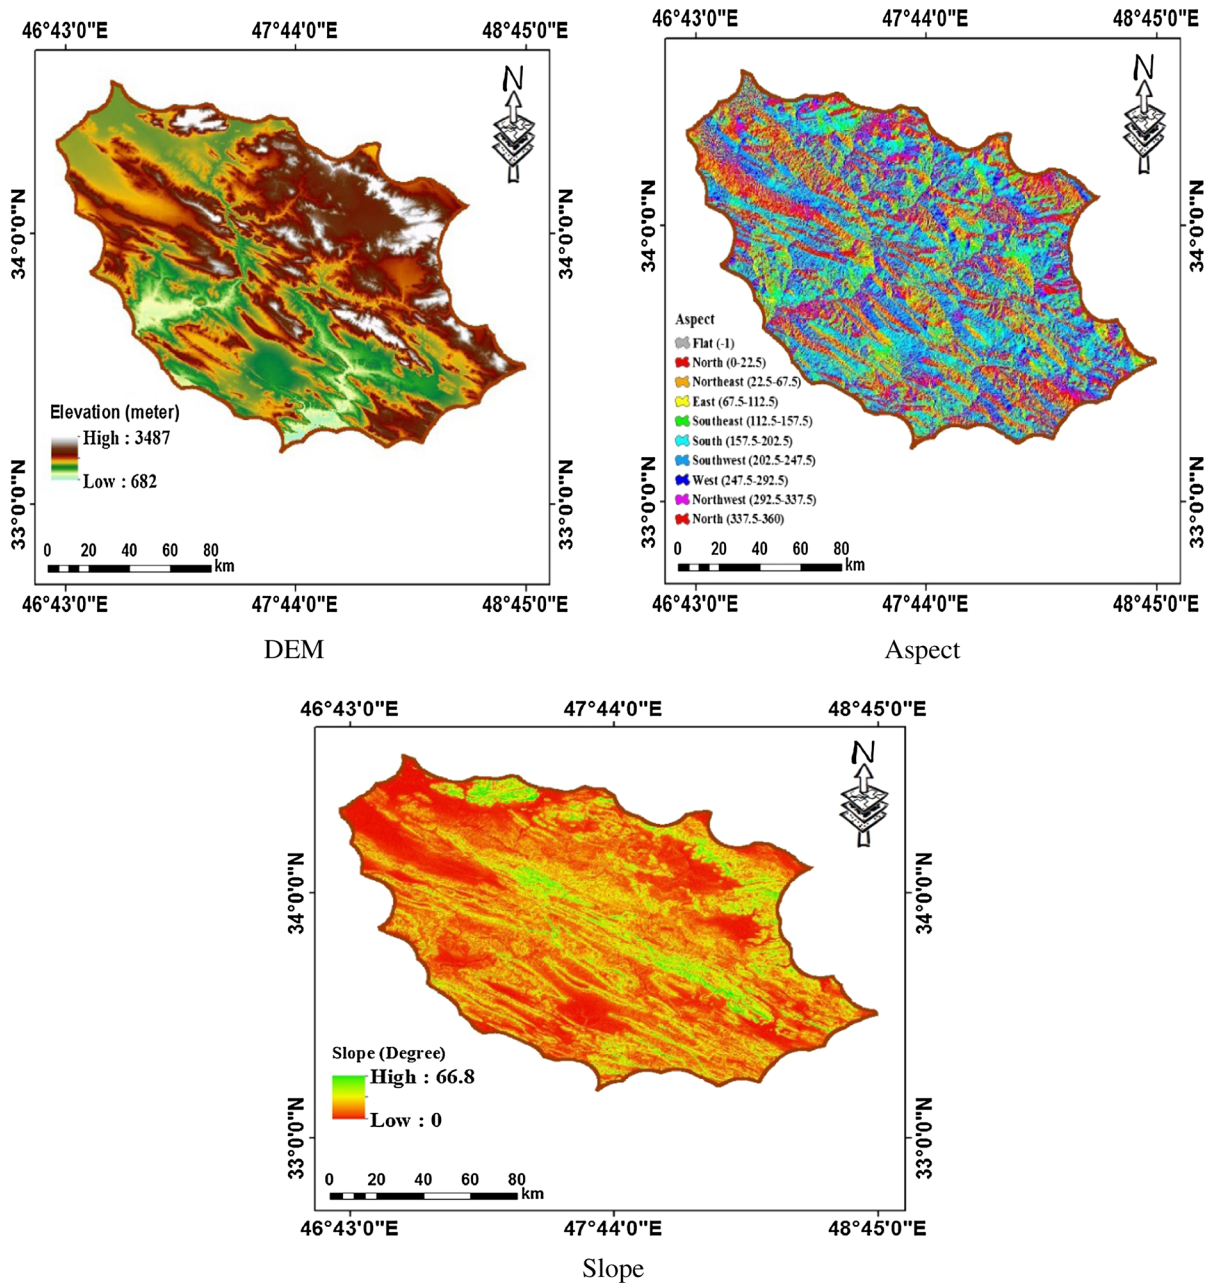 46°43'0"E 47°44'0"E 48°45'0"E
N
34°0'0"N 34°0'0"N
Elevation (meter)
High : 3487
Low : 682
33°0'0"N 33°0'0"N
0 20 40 60 80
km
46°43'0"E 47°44'0"E 48°45'0"E
DEM
46°43'0"E 47°44'0"E 48°45'0"E
N
34°0'0"N 34°0'0"N
Aspect
Flat (-1)
North (0-22.5)
Northeast (22.5-67.5)
East (67.5-112.5)
Southeast (112.5-157.5)
South (157.5-202.5)
Southwest (202.5-247.5)
West (247.5-292.5)
Northwest (292.5-337.5)
North (337.5-360)
33°0'0"N 33°0'0"N
0 20 40 60 80
km
46°43'0"E 47°44'0"E 48°45'0"E
Aspect
46°43'0"E 47°44'0"E 48°45'0"E
N
34°0'0"N 34°0'0"N
Slope (Degree)
High : 66.8
Low : 0
33°0'0"N 33°0'0"N
0 20 40 60 80
km
46°43'0"E 47°44'0"E 48°45'0"E
Slope